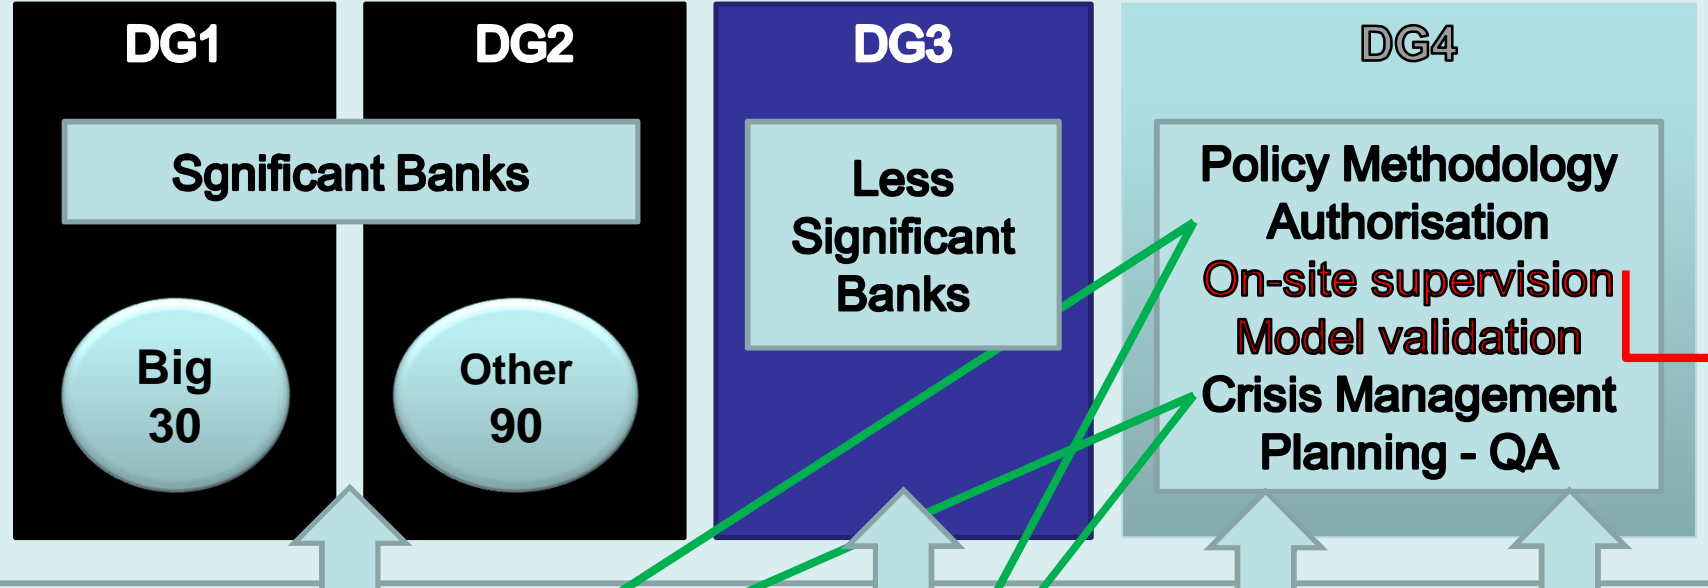 DG1
DG2
DG3
DG4
Sgnificant Banks
Big
30
Other
90
Less
Significant
Banks
Policy Methodology
Authorisation
On-site supervision
Model validation
Crisis Management
Planning - QA